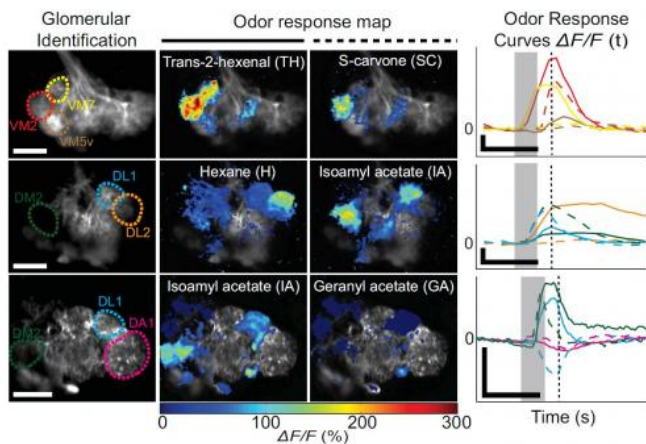 Glomerular
Identification
Odor response map
Odor Response
Curves ΔF/F (t)
VM7
VM2
VM5v
Trans-2-hexenal (TH)
S-carvone (SC)
0
DL1
DM2
DL2
Hexane (H)
Isoamyl acetate (IA)
0
DL1
DM2
DA1
Isoamyl acetate (IA)
Geranyl acetate (GA)
0
0 100 200 300
ΔF/F (%)
Time (s)